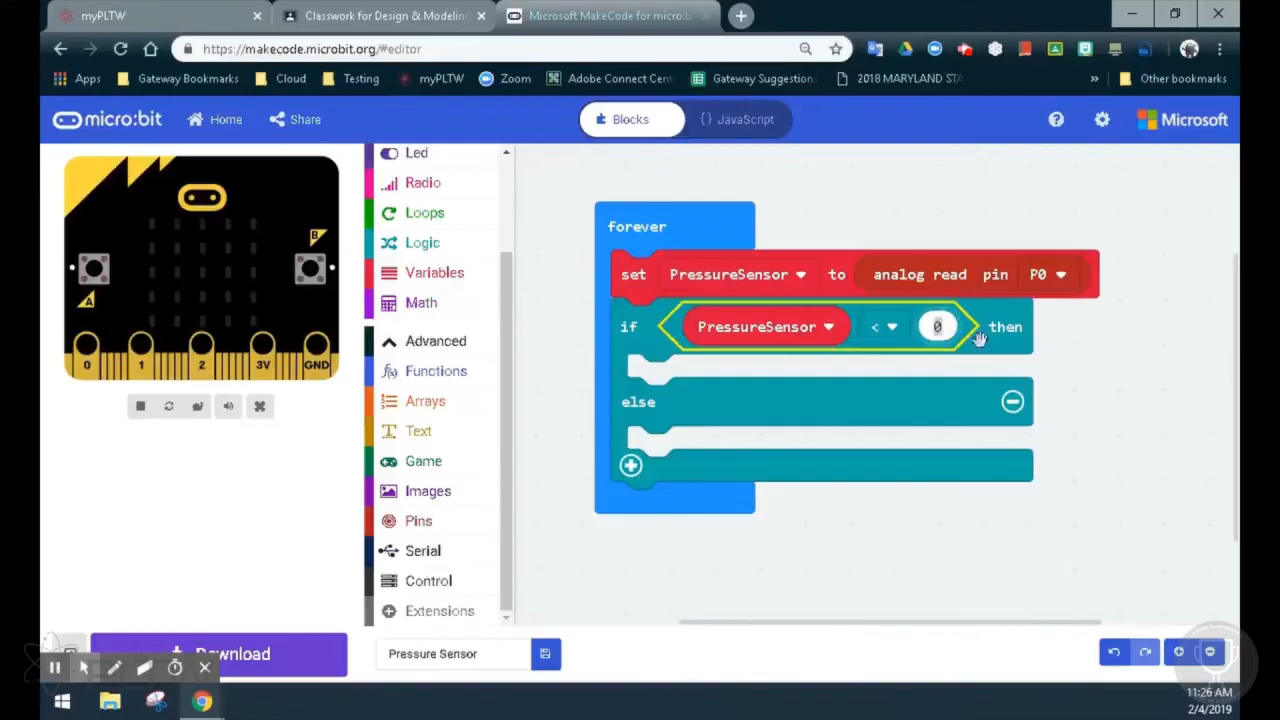 myPLTW
Classwork for Design & Modelin
Microsoft MakeCode for micro:b
https://makecode.microbit.org/#editor
Apps
Gateway Bookmarks
Cloud
Testing
myPLTW
Zoom
Adobe Connect Cen
Gateway Suggestions
2018 MARYLAND STA
»
Other bookmarks
micro:bit
Home
Share
Blocks
{} JavaScript
Microsoft
B
A
0 1 2 3V GND
Led
Radio
Loops
Logic
Variables
Math
Advanced
Functions
Arrays
Text
Game
Images
Pins
Serial
Control
Extensions
forever
set PressureSensor to analog read pin P0
if PressureSensor < 0 then
else
Download
Pressure Sensor
11:26 AM
2/4/2019